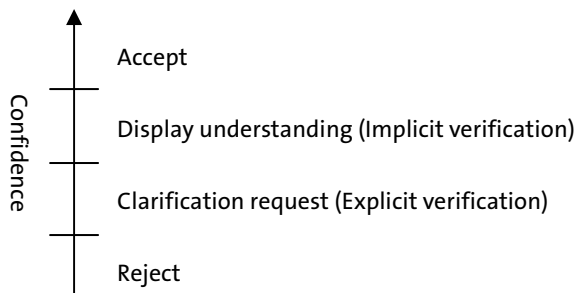 Accept
Display understanding (Implicit verification)
Clarification request (Explicit verification)
Reject
Confidence